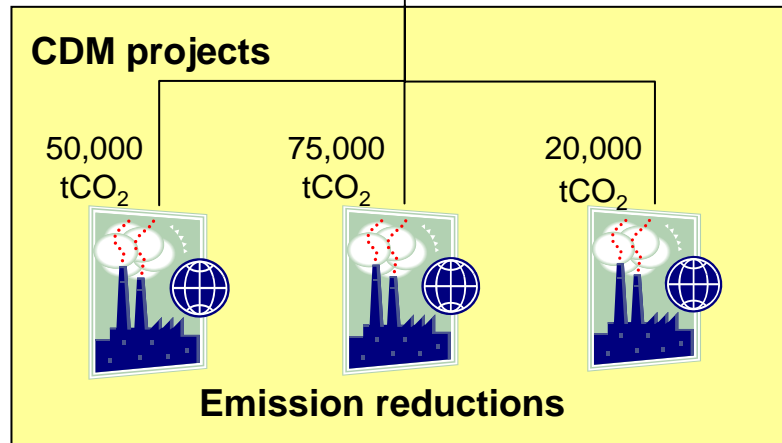 CDM projects
50,000 75,000 20,000
tCO₂ tCO₂ tCO₂
Emission reductions